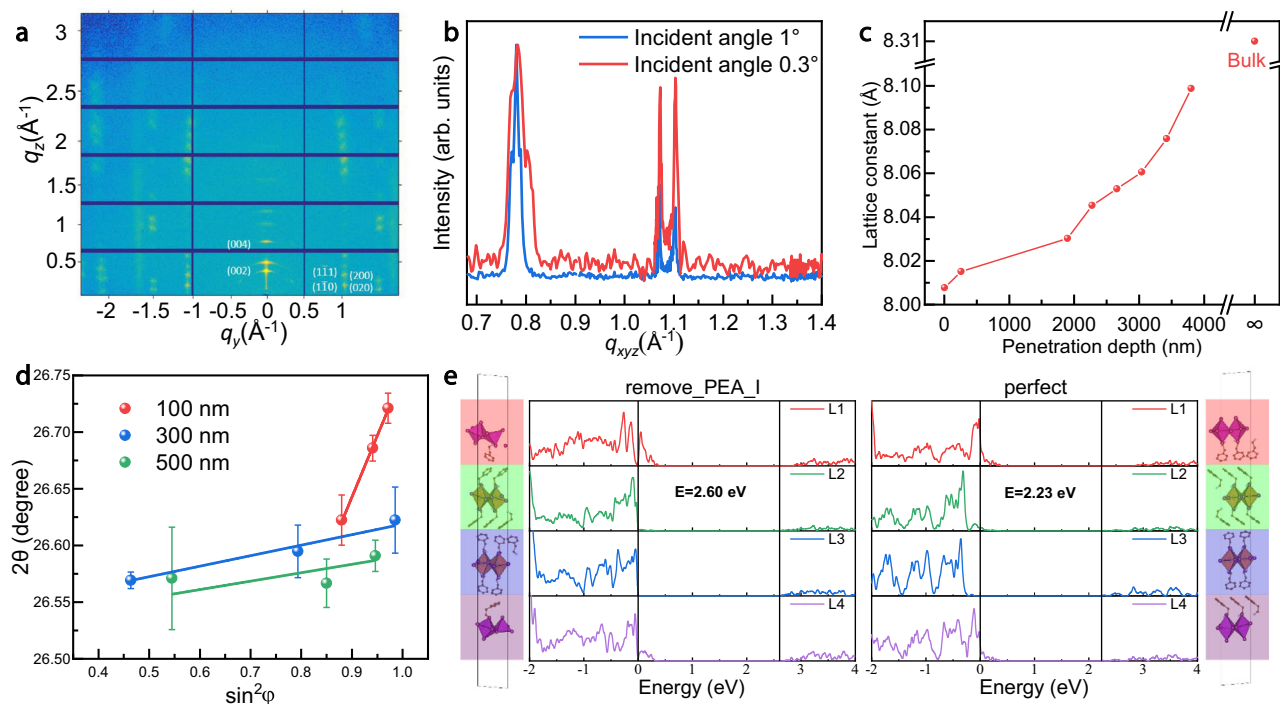 a
3
2.5
2
1.5
1
0.5
qz(Å⁻¹)
(004)
(002)
(11̄1)
(11̄0)
(200)
(020)
-2
-1.5
-1
-0.5
0
0.5
1
qy(Å⁻¹)
b
Incident angle 1°
Incident angle 0.3°
Intensity (arb. units)
0.7
0.8
0.9
1.0
1.1
1.2
1.3
1.4
qxyz(Å⁻¹)
c
8.31
8.10
8.08
8.06
8.04
8.02
8.00
Lattice constant (Å)
Bulk
0
1000
2000
3000
4000
∞
Penetration depth (nm)
d
26.75
26.70
26.65
26.60
26.55
26.50
2θ (degree)
100 nm
300 nm
500 nm
0.4
0.5
0.6
0.7
0.8
0.9
1.0
sin²φ
e
remove_PEA_I
perfect
L1
L2
L3
L4
E=2.60 eV
L1
L2
L3
L4
E=2.23 eV
-2
-1
0
1
2
3
4
Energy (eV)
-2
-1
0
1
2
3
4
Energy (eV)